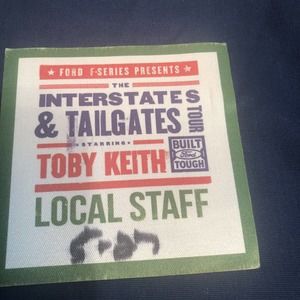 ★ FORD F-SERIES PRESENTS ★
THE
INTERSTATES
& TAILGATES
TOUR
★STARRING★
TOBY KEITH
BUILT
Ford
TOUGH
LOCAL STAFF